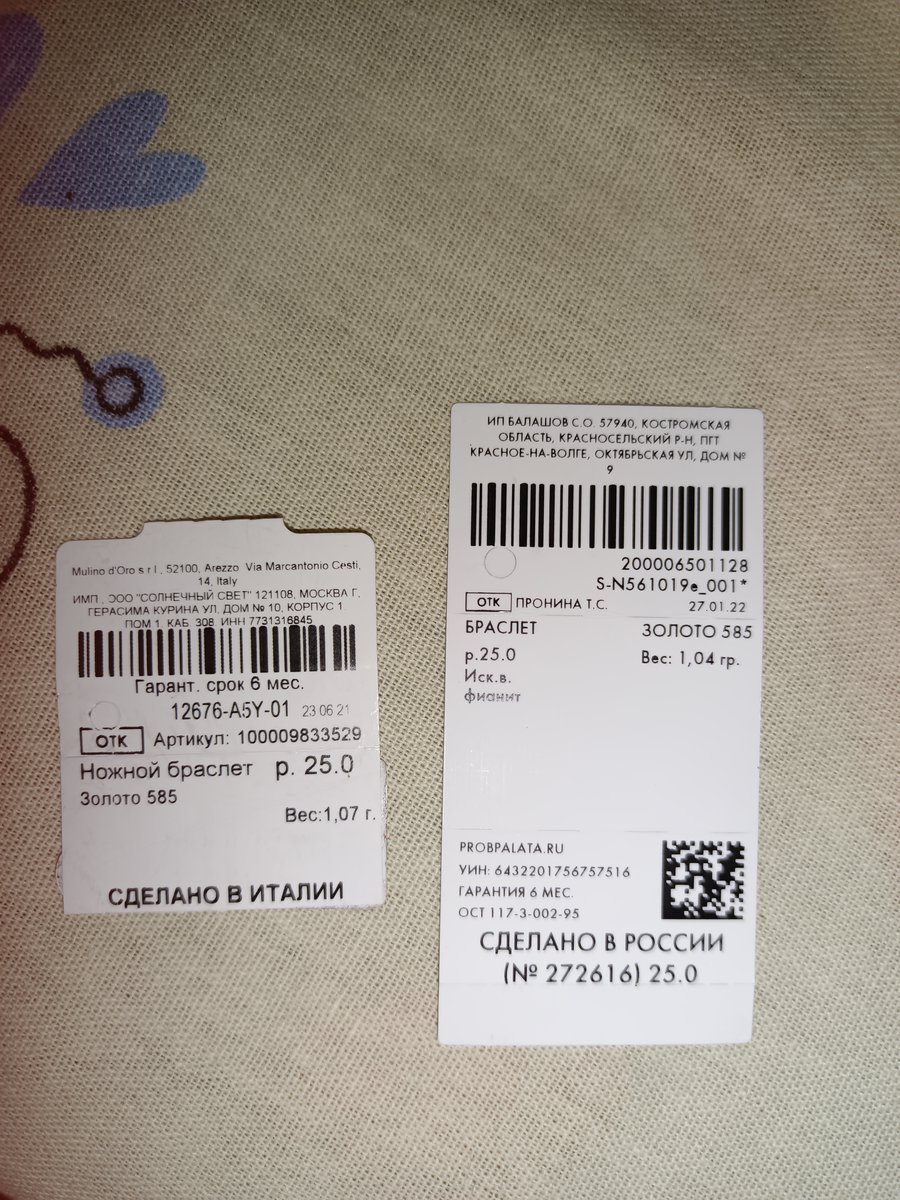 Mulino d'Oro s r l , 52100, Arezzo Via Marcantonio Cesti,
14, Italy
ИМП , ООО "СОЛНЕЧНЫЙ СВЕТ" 121108, МОСКВА Г,
ГЕРАСИМА КУРИНА УЛ, ДОМ № 10, КОРПУС 1
ПОМ 1, КАБ 308, ИНН 7731316845
Гарант. срок 6 мес.
12676-A5Y-01 23 06 21
ОТК Артикул: 100009833529
Ножной браслет р. 25.0
Золото 585
Вес:1,07 г.
СДЕЛАНО В ИТАЛИИ
ИП БАЛАШОВ С.О. 57940, КОСТРОМСКАЯ
ОБЛАСТЬ, КРАСНОСЕЛЬСКИЙ Р-Н, ПГТ
КРАСНОЕ-НА-ВОЛГЕ, ОКТЯБРЬСКАЯ УЛ, ДОМ №
9
200006501128
S-N561019e_001*
ОТК ПРОНИНА Т.С. 27.01.22
БРАСЛЕТ ЗОЛОТО 585
р.25.0 Вес: 1,04 гр.
Иск.в.
фианит
PROBPALATA.RU
УИН: 6432201756757516
ГАРАНТИЯ 6 МЕС.
ОСТ 117-3-002-95
СДЕЛАНО В РОССИИ
(№ 272616) 25.0